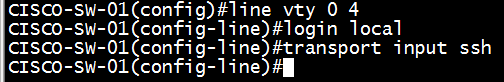 CISCO-SW-01(config)#line vty 0 4
CISCO-SW-01(config-line)#login local
CISCO-SW-01(config-line)#transport input ssh
CISCO-SW-01(config-line)#